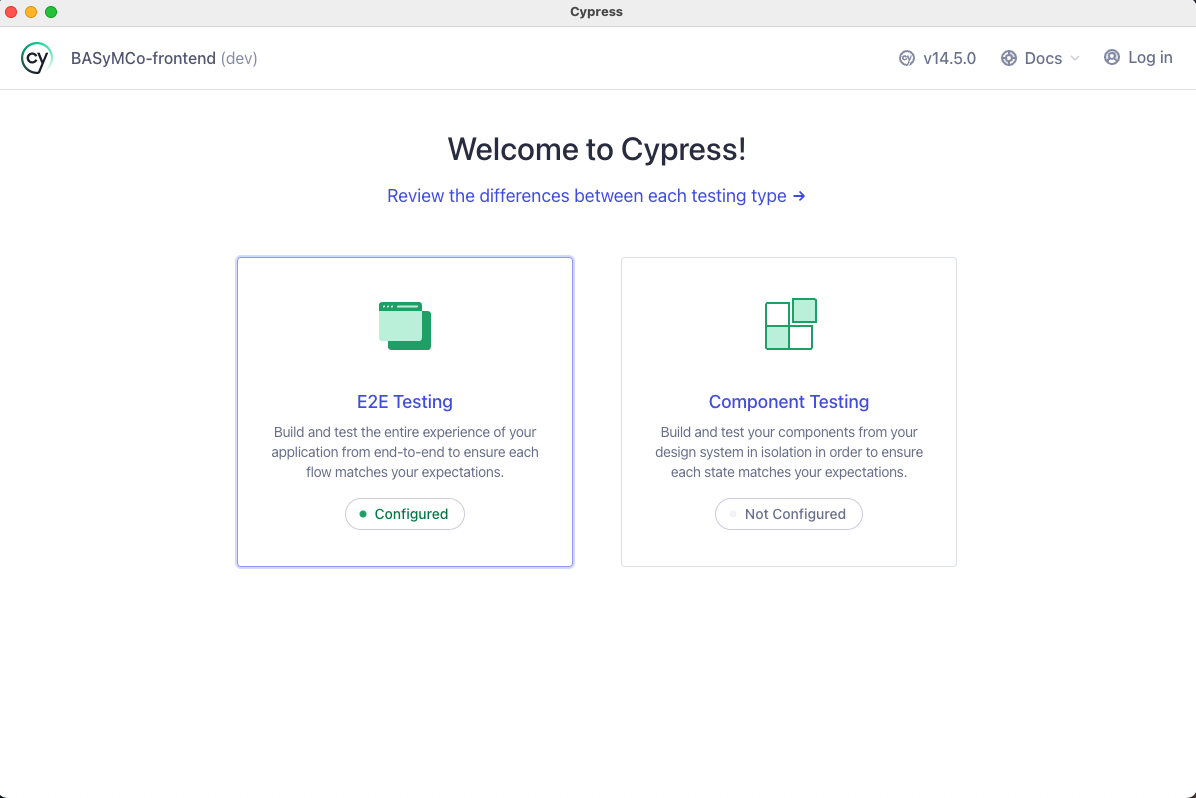 Cypress
cy BASyMCo-frontend (dev)
cy v14.5.0 Docs Log in
Welcome to Cypress!
Review the differences between each testing type →
E2E Testing
Build and test the entire experience of your
application from end-to-end to ensure each
flow matches your expectations.
Configured
Component Testing
Build and test your components from your
design system in isolation in order to ensure
each state matches your expectations.
Not Configured